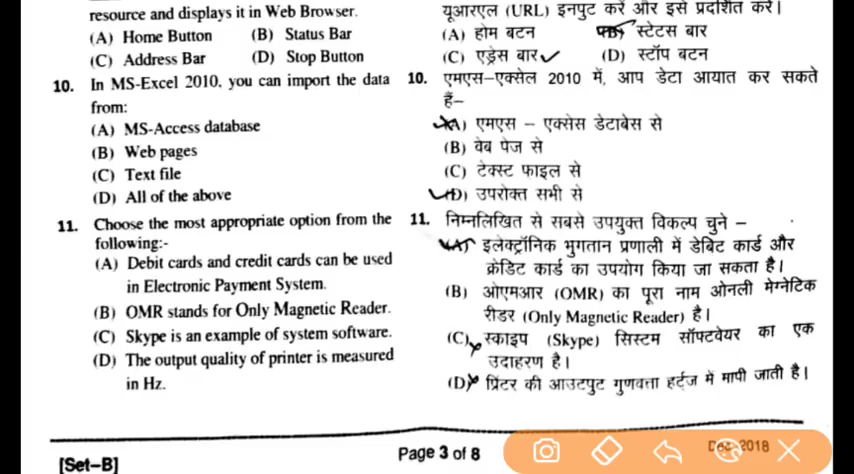 resource and displays it in Web Browser.
(A) Home Button (B) Status Bar
(C) Address Bar (D) Stop Button
10. In MS-Excel 2010, you can import the data from:
(A) MS-Access database
(B) Web pages
(C) Text file
(D) All of the above
11. Choose the most appropriate option from the following:-
(A) Debit cards and credit cards can be used
in Electronic Payment System.
(B) OMR stands for Only Magnetic Reader.
(C) Skype is an example of system software.
(D) The output quality of printer is measured
in Hz.
यूआरएल (URL) इनपुट करें और इसे प्रदर्शित करें।
(A) होम बटन (B) स्टेटस बार
(C) एड्रेस बार (D) स्टॉप बटन
10. एमएस-एक्सेल 2010 में, आप डेटा आयात कर सकते
हैं–
(A) एमएस – एक्सेस डेटाबेस से
(B) वेब पेज से
(C) टेक्स्ट फाइल से
(D) उपरोक्त सभी से
11. निम्नलिखित से सबसे उपयुक्त विकल्प चुने –
(A) इलेक्ट्रॉनिक भुगतान प्रणाली में डेबिट कार्ड और
क्रेडिट कार्ड का उपयोग किया जा सकता है।
(B) ओएमआर (OMR) का पूरा नाम ओनली मेग्नेटिक
रीडर (Only Magnetic Reader) है।
(C) स्काइप (Skype) सिस्टम सॉफ्टवेयर का एक
उदाहरण है।
(D) प्रिंटर की आउटपुट गुणवत्ता हर्ट्ज में मापी जाती है।
[Set–B] Page 3 of 8 2018